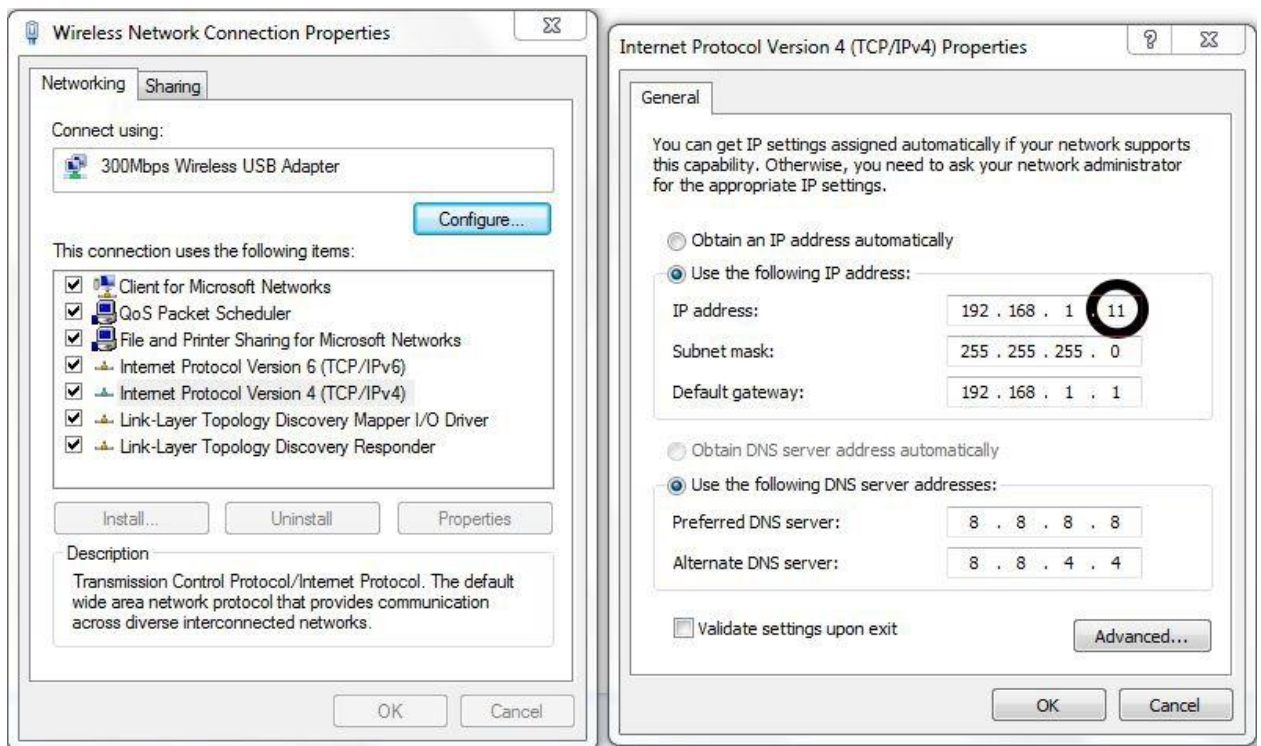 Wireless Network Connection Properties
Networking Sharing
Connect using:
300Mbps Wireless USB Adapter
Configure...
This connection uses the following items:
Client for Microsoft Networks
QoS Packet Scheduler
File and Printer Sharing for Microsoft Networks
Internet Protocol Version 6 (TCP/IPv6)
Internet Protocol Version 4 (TCP/IPv4)
Link-Layer Topology Discovery Mapper I/O Driver
Link-Layer Topology Discovery Responder
Install... Uninstall Properties
Description
Transmission Control Protocol/Internet Protocol. The default
wide area network protocol that provides communication
across diverse interconnected networks.
OK Cancel
Internet Protocol Version 4 (TCP/IPv4) Properties
General
You can get IP settings assigned automatically if your network supports
this capability. Otherwise, you need to ask your network administrator
for the appropriate IP settings.
Obtain an IP address automatically
Use the following IP address:
IP address: 192 . 168 . 1 . 11
Subnet mask: 255 . 255 . 255 . 0
Default gateway: 192 . 168 . 1 . 1
Obtain DNS server address automatically
Use the following DNS server addresses:
Preferred DNS server: 8 . 8 . 8 . 8
Alternate DNS server: 8 . 8 . 4 . 4
Validate settings upon exit
Advanced...
OK Cancel